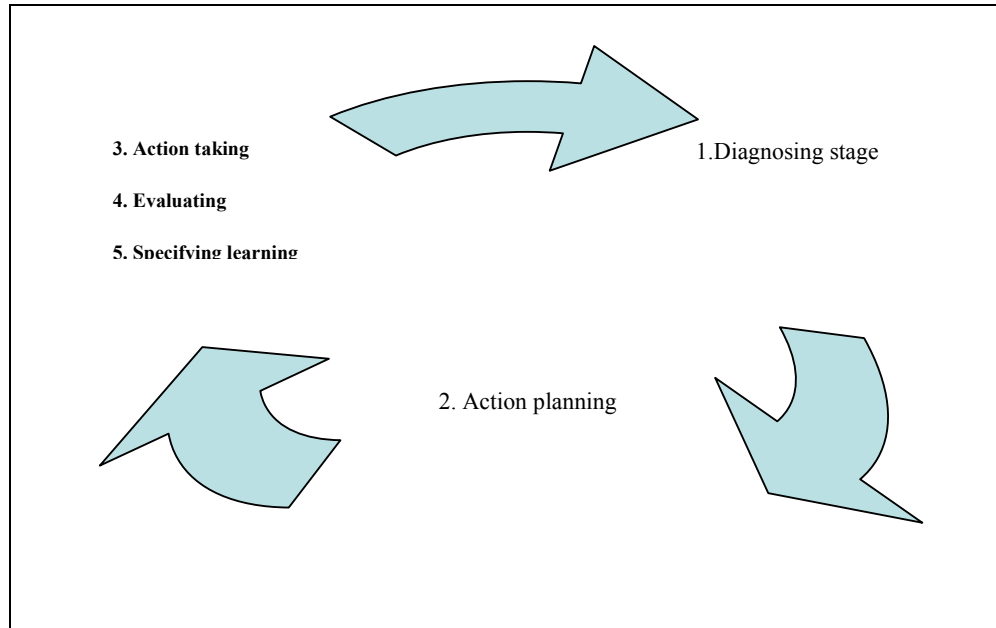 3. Action taking
1.Diagnosing stage
4. Evaluating
5. Specifying learning
2. Action planning